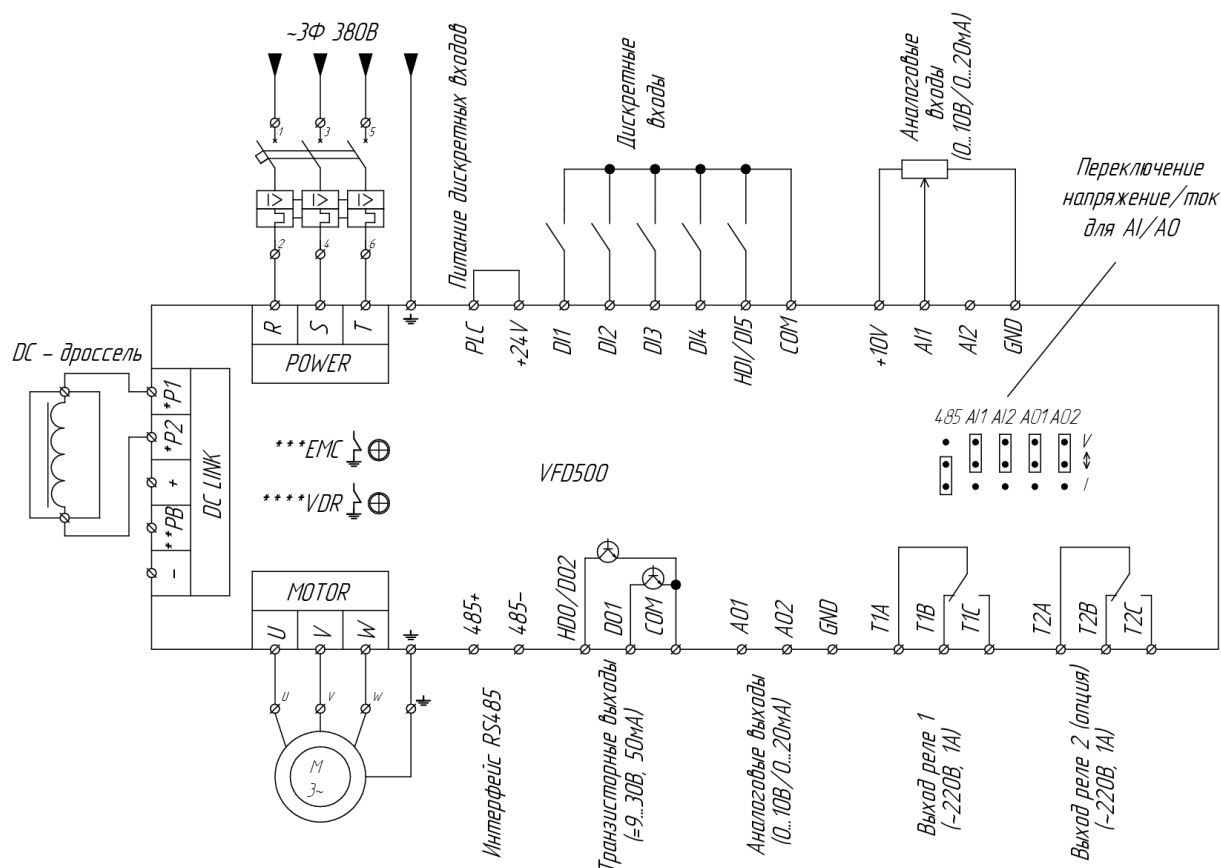 ~3Ф 380В
Питание дискретных входов
Дискретные
входы
Аналоговые
входы
(0...10В/0...20мА)
Переключение
напряжение/ток
для AI/AO
1
3
5
I>
I>
I>
2
4
6
R
S
T
POWER
PLC
+24V
DI1
DI2
DI3
DI4
HDI/DI5
COM
+10V
AI1
AI2
GND
DC - дроссель
*P1
*P2
+
**PB
-
DC LINK
***EMC
****VDR
VFD500
485 AI1 AI2 AO1 AO2
V
I
MOTOR
U
V
W
485+
485-
HDO/DO2
DO1
COM
AO1
AO2
GND
T1A
T1B
T1C
T2A
T2B
T2C
U
V
W
M
3~
Интерфейс RS485
Транзисторные выходы
(=9...30В, 50мА)
Аналоговые выходы
(0...10В/0...20мА)
Выход реле 1
(~220В, 1А)
Выход реле 2 (опция)
(~220В, 1А)